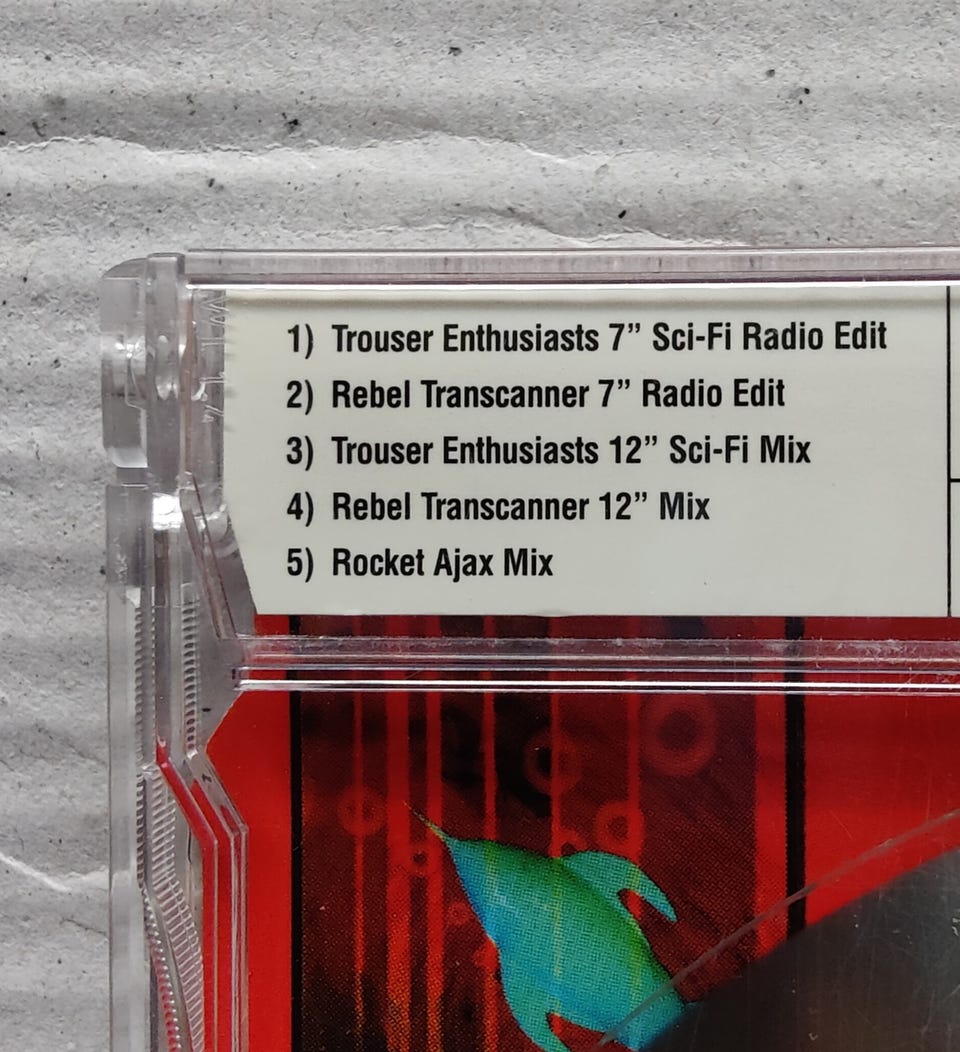 1) Trouser Enthusiasts 7” Sci-Fi Radio Edit
2) Rebel Transcanner 7” Radio Edit
3) Trouser Enthusiasts 12” Sci-Fi Mix
4) Rebel Transcanner 12” Mix
5) Rocket Ajax Mix